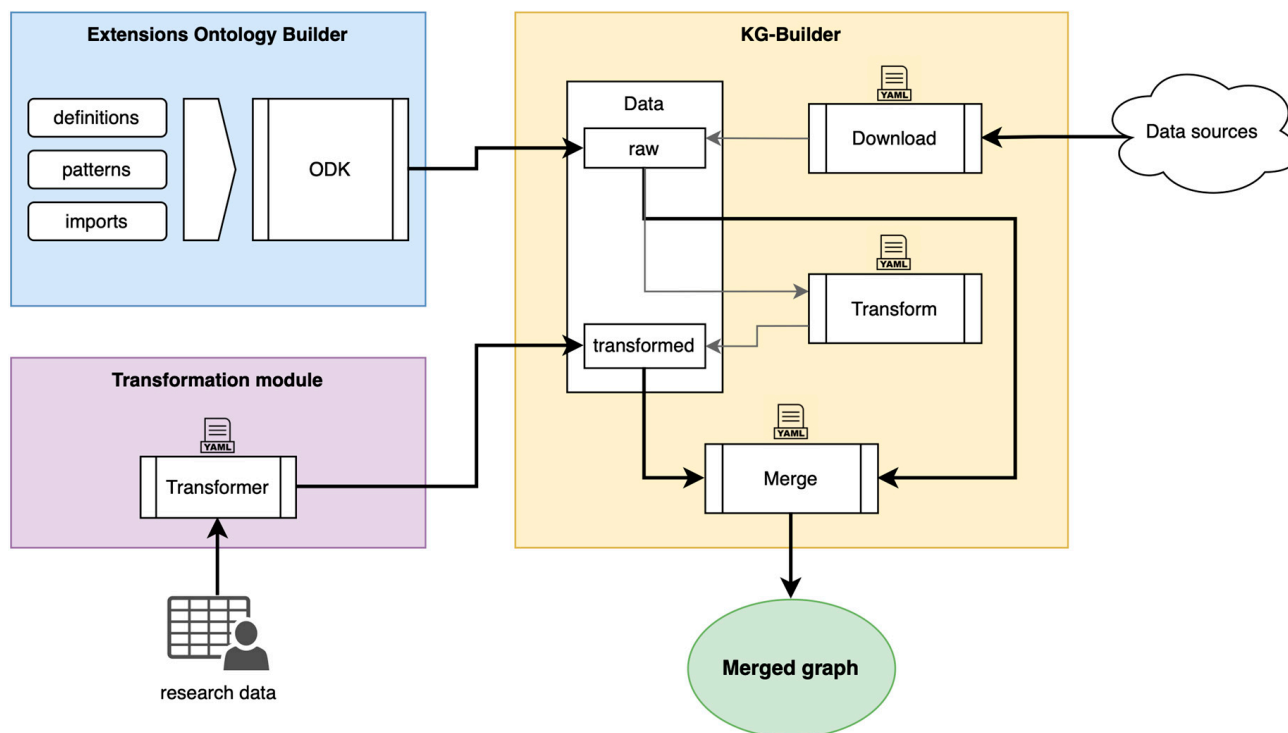 Extensions Ontology Builder
definitions
patterns
imports
ODK
KG-Builder
Data
raw
transformed
YAML
Download
Data sources
YAML
Transform
YAML
Merge
Transformation module
YAML
Transformer
research data
Merged graph